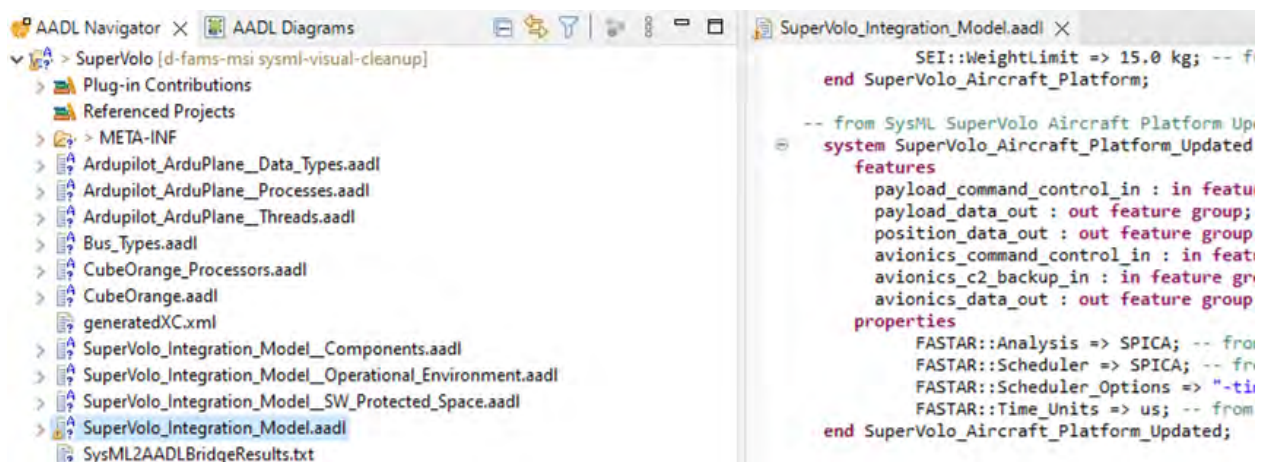 AADL Navigator AADL Diagrams
> SuperVolo [d-fams-msi sysml-visual-cleanup]
Plug-in Contributions
Referenced Projects
> META-INF
Ardupilot_ArduPlane__Data_Types.aadl
Ardupilot_ArduPlane__Processes.aadl
Ardupilot_ArduPlane__Threads.aadl
Bus_Types.aadl
CubeOrange_Processors.aadl
CubeOrange.aadl
generatedXC.xml
SuperVolo_Integration_Model__Components.aadl
SuperVolo_Integration_Model__Operational_Environment.aadl
SuperVolo_Integration_Model__SW_Protected_Space.aadl
SuperVolo_Integration_Model.aadl
SysML2AADLBridgeResults.txt
SuperVolo_Integration_Model.aadl
SEI::WeightLimit => 15.0 kg; -- f
end SuperVolo_Aircraft_Platform;
-- from SysML SuperVolo Aircraft Platform Up
system SuperVolo_Aircraft_Platform_Updated
features
payload_command_control_in : in featu
payload_data_out : out feature group;
position_data_out : out feature group
avionics_command_control_in : in feat
avionics_c2_backup_in : in feature gr
avionics_data_out : out feature group
properties
FASTAR::Analysis => SPICA; -- fro
FASTAR::Scheduler => SPICA; -- fr
FASTAR::Scheduler_Options => "-ti
FASTAR::Time_Units => us; -- from
end SuperVolo_Aircraft_Platform_Updated;